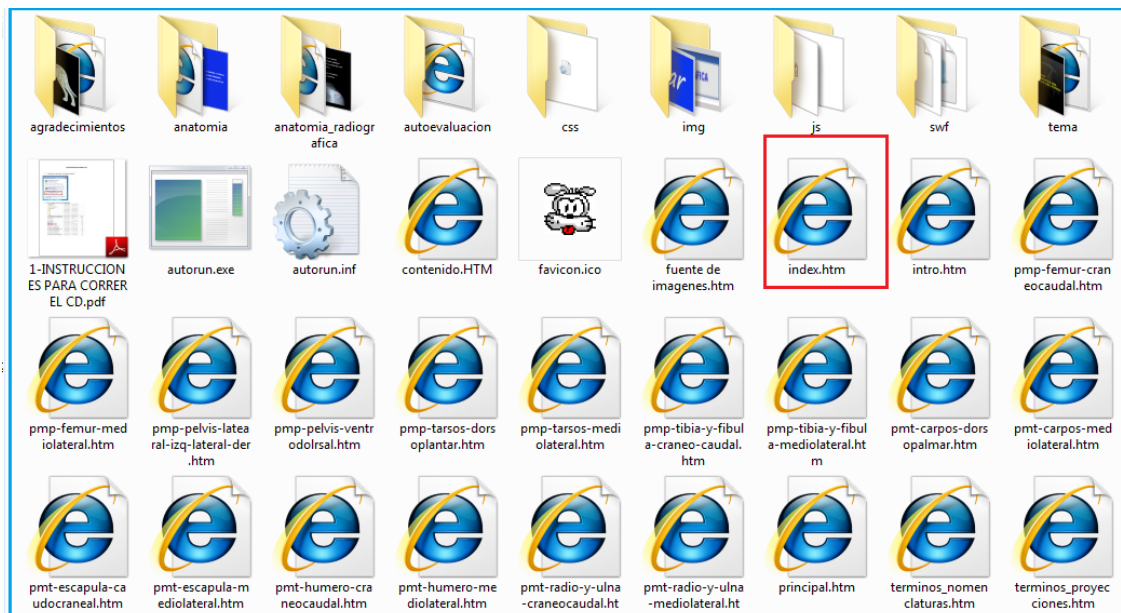 agradecimientos anatomia anatomia_radiogr autoevaluacion css img js swf tema
afica
1-INSTRUCCION autorun.exe autorun.inf contenido.HTM favicon.ico fuente de index.htm intro.htm pmp-femur-cran
ES PARA CORRER imagenes.htm eocaudal.htm
EL CD.pdf
pmp-femur-med pmp-pelvis-latea pmp-pelvis-ventr pmp-tarsos-dors pmp-tarsos-medi pmp-tibia-y-fibul pmp-tibia-y-fibul pmt-carpos-dors pmt-carpos-med
iolateral.htm ral-izq-lateral-der odolrsal.htm oplantar.htm olateral.htm a-craneo-caudal. a-mediolateral.ht opalmar.htm iolateral.htm
.htm htm m
pmt-escapula-ca pmt-escapula-m pmt-humero-cra pmt-humero-me pmt-radio-y-ulna pmt-radio-y-ulna principal.htm terminos_nomen terminos_proyec
udocraneal.htm ediolateral.htm neocaudal.htm diolateral.htm -craneocaudal.ht -mediolateral.ht claturas.htm ciones.htm